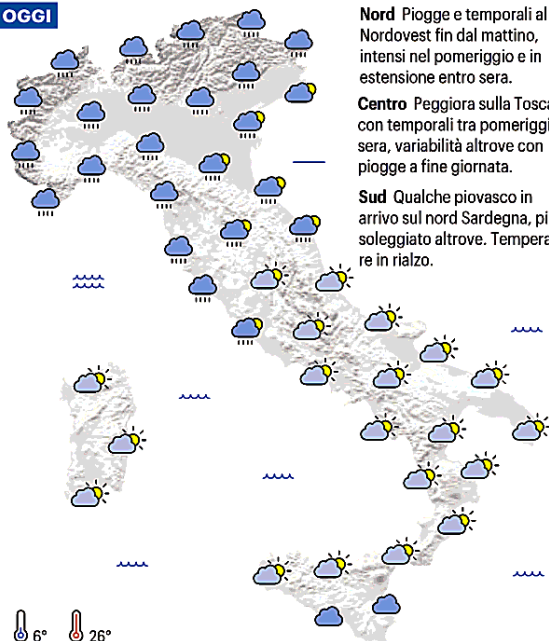 OGGI
Nord Piogge e temporali al
Nordovest fin dal mattino,
intensi nel pomeriggio e in
estensione entro sera.
Centro Peggiora sulla Tosca
con temporali tra pomeriggi
sera, variabilità altrove con
piogge a fine giornata.
Sud Qualche piovasco in
arrivo sul nord Sardegna, pi
soleggiato altrove. Tempera
re in rialzo.
6° 26°